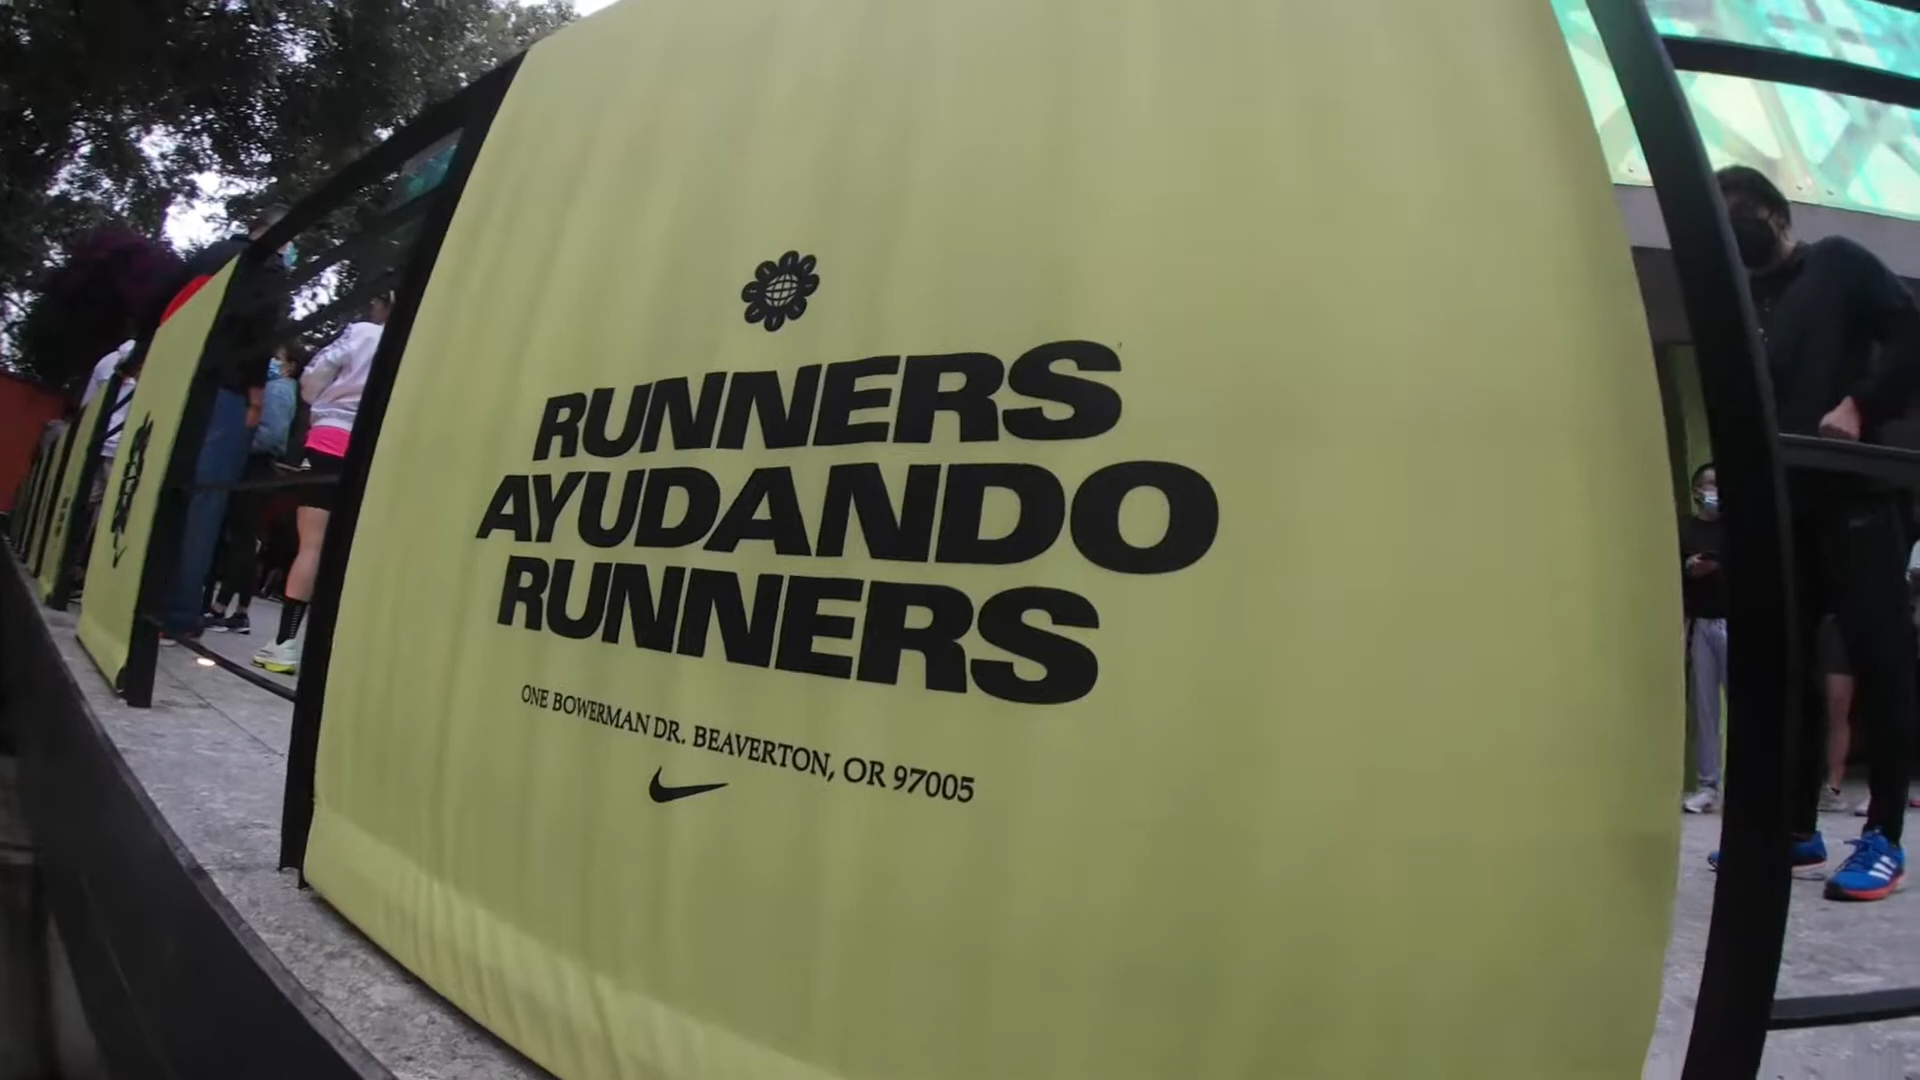 RUNNERS
AYUDANDO
RUNNERS
ONE BOWERMAN DR. BEAVERTON, OR 97005